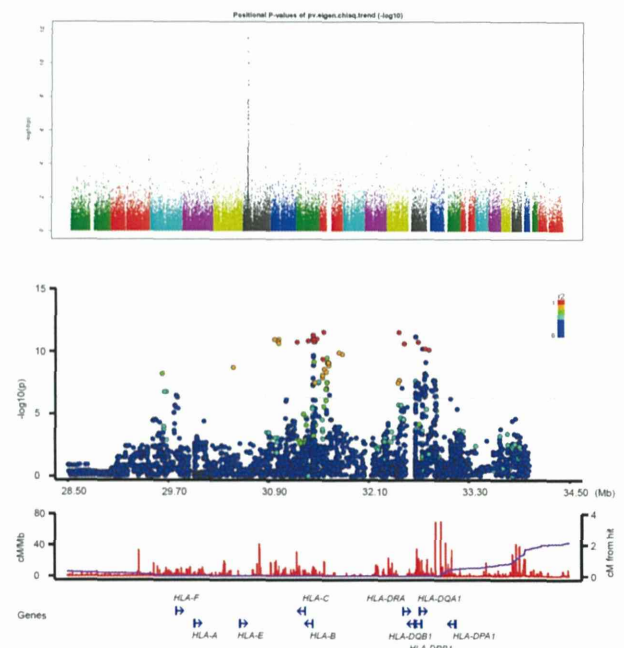 Positional P-values of pv.eigen.chisq.trend (-log10)
15
10
5
0
-log10(p)
28.50 29.70 30.90 32.10 33.30 34.50 (Mb)
80
40
0
cM/Mb
4
2
0
cM from hit
Genes
HLA-F HLA-C HLA-DRA HLA-DQA1
HLA-A HLA-E HLA-B HLA-DQB1 HLA-DPA1